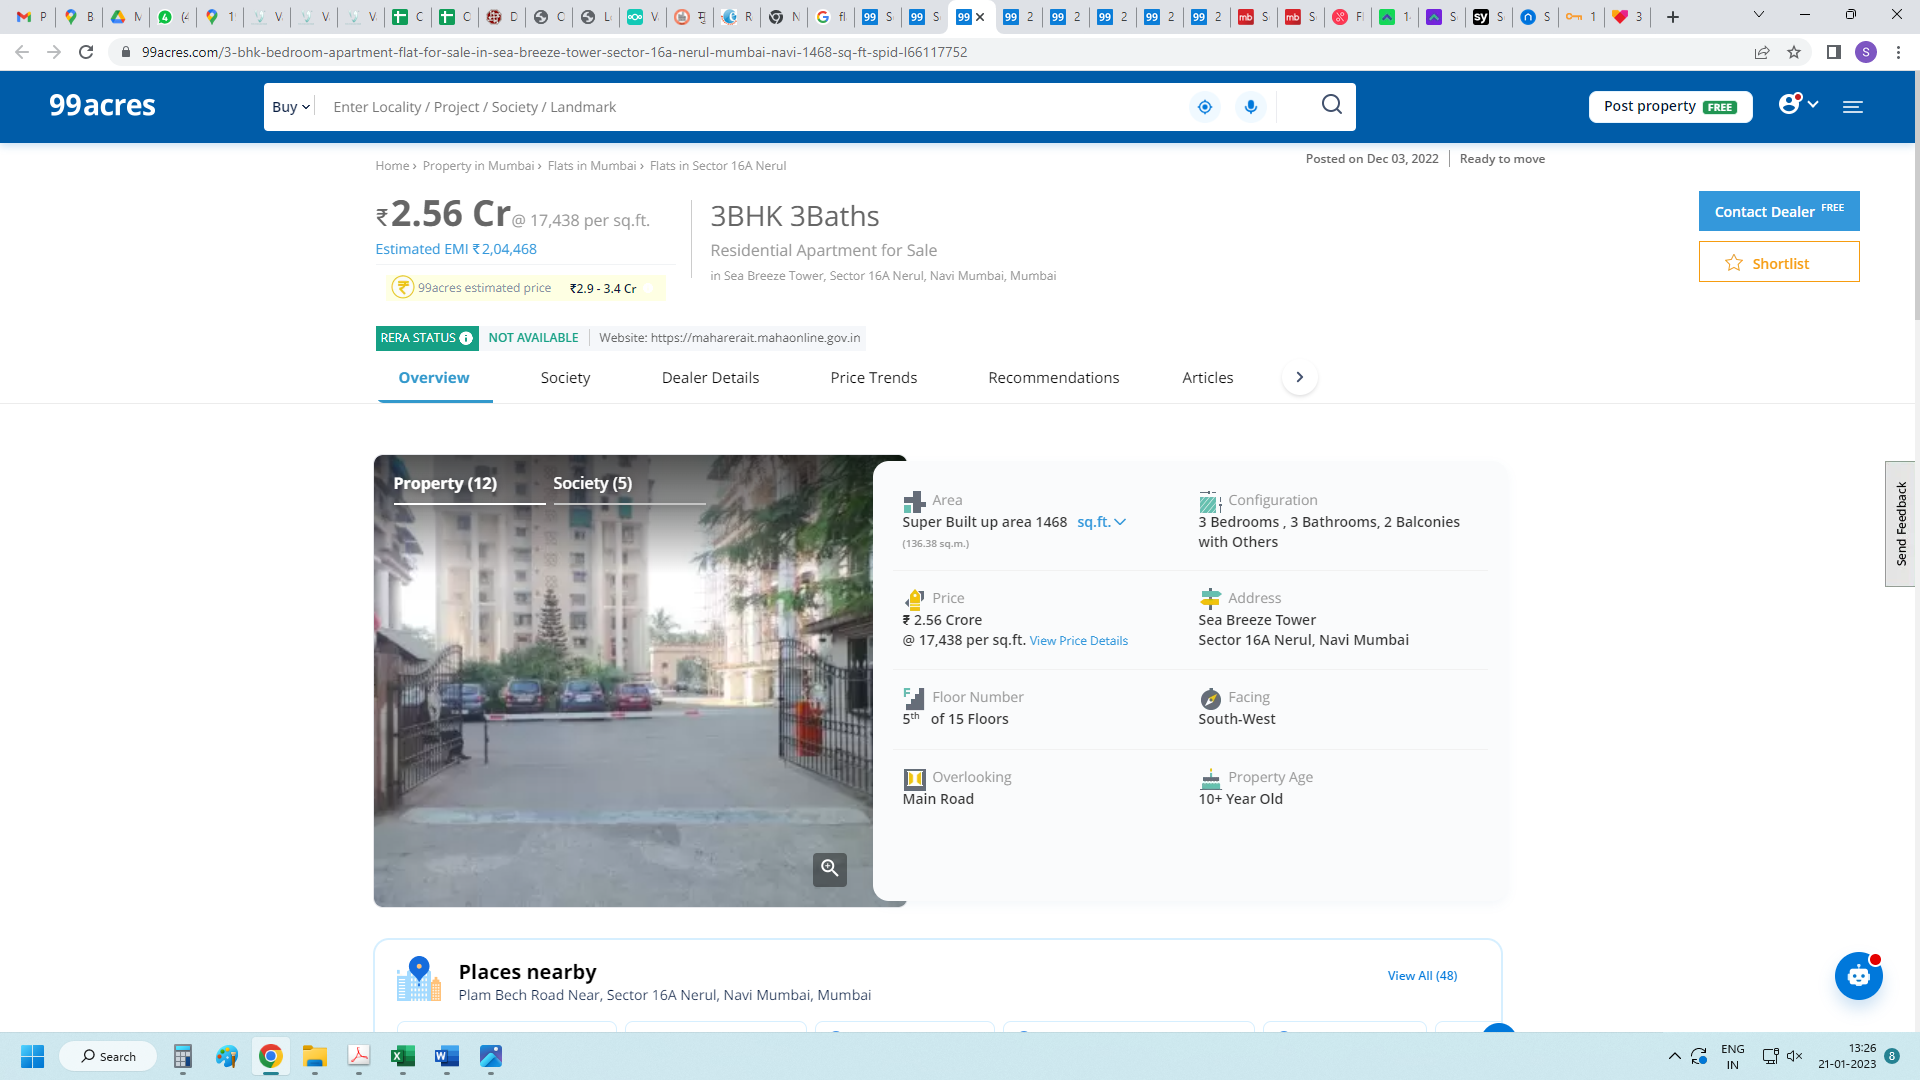 99acres.com/3-bhk-bedroom-apartment-flat-for-sale-in-sea-breeze-tower-sector-16a-nerul-mumbai-navi-1468-sq-ft-spid-I66117752
99acres
Buy
Enter Locality / Project / Society / Landmark
Post property FREE
Home › Property in Mumbai › Flats in Mumbai › Flats in Sector 16A Nerul
Posted on Dec 03, 2022 | Ready to move
₹ 2.56 Cr @ 17,438 per sq.ft.
Estimated EMI ₹ 2,04,468
99acres estimated price ₹2.9 - 3.4 Cr
3BHK 3Baths
Residential Apartment for Sale
in Sea Breeze Tower, Sector 16A Nerul, Navi Mumbai, Mumbai
Contact Dealer FREE
Shortlist
RERA STATUS NOT AVAILABLE Website: https://maharerait.mahaonline.gov.in
Overview Society Dealer Details Price Trends Recommendations Articles
Property (12) Society (5)
Area
Super Built up area 1468 sq.ft.
(136.38 sq.m.)
Configuration
3 Bedrooms , 3 Bathrooms, 2 Balconies
with Others
Price
₹ 2.56 Crore
@ 17,438 per sq.ft. View Price Details
Address
Sea Breeze Tower
Sector 16A Nerul, Navi Mumbai
Floor Number
5th of 15 Floors
Facing
South-West
Overlooking
Main Road
Property Age
10+ Year Old
Send Feedback
Places nearby
Plam Bech Road Near, Sector 16A Nerul, Navi Mumbai, Mumbai
View All (48)
Search
ENG
IN
13:26
21-01-2023
8